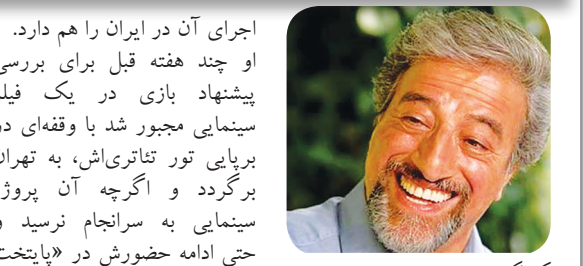 اجرای آن در ایران را هم دارد.
او چند هفته قبل برای بررسی
پیشنهاد بازی در یک
سینمایی مجبور شد با وقفه‌ای
برپایی تور تئاتری‌اش، به تهران
برگردد و اگرچه آن
سینمایی به سرانجام نرسید و
حتی ادامه حضورش در «پایتخت